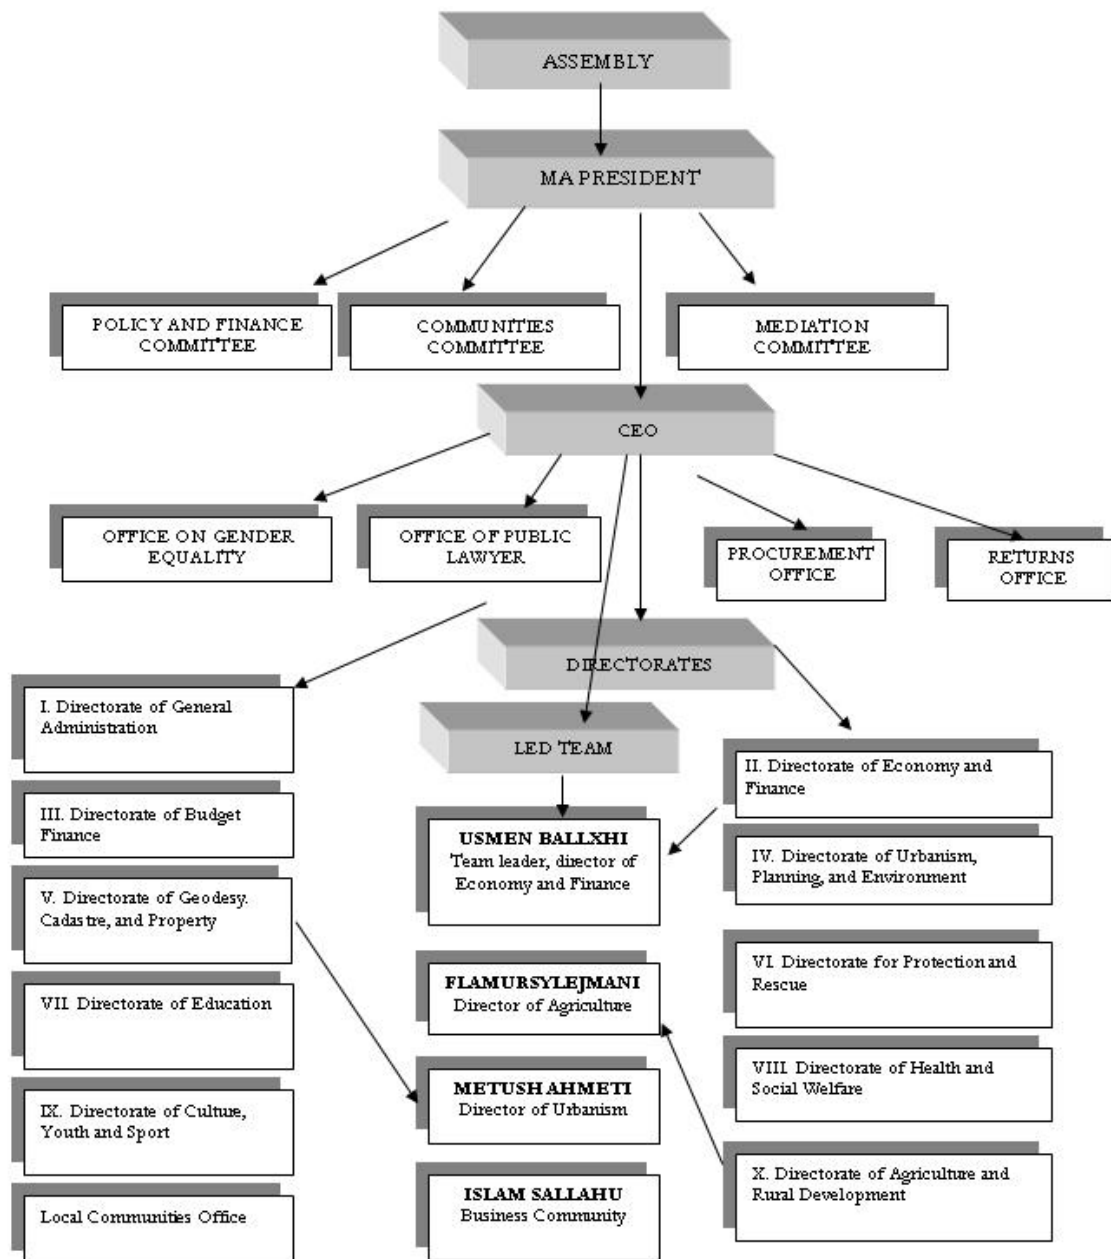 ASSEMBLY
MA PRESIDENT
POLICY AND FINANCE
COMMITTEE
COMMUNITIES
COMMITTEE
MEDIATION
COMMITTEE
CEO
OFFICE ON GENDER
EQUALITY
OFFICE OF PUBLIC
LAWYER
PROCUREMENT
OFFICE
RETURNS
OFFICE
DIRECTORATES
LED TEAM
I. Directorate of General
Administration
III. Directorate of Budget
Finance
V. Directorate of Geodesy.
Cadastre, and Property
VII. Directorate of Education
IX. Directorate of Culture,
Youth and Sport
Local Communities Office
USMEN BALLXHI
Team leader, director of
Economy and Finance
FLAMURSYLEJMANI
Director of Agriculture
METUSH AHMETI
Director of Urbanism
ISLAM SALLAHU
Business Community
II. Directorate of Economy and
Finance
IV. Directorate of Urbanism,
Planning, and Environment
VI. Directorate for Protection and
Rescue
VIII. Directorate of Health and
Social Welfare
X. Directorate of Agriculture and
Rural Development